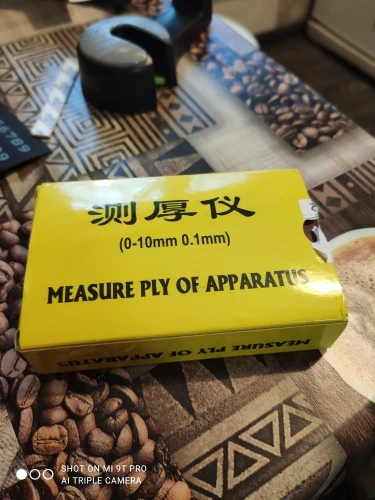 测厚仪
(0-10mm 0.1mm)
MEASURE PLY OF APPARATUS
MEASURE PLY OF APPARATUS
SHOT ON MI 9T PRO
AI TRIPLE CAMERA